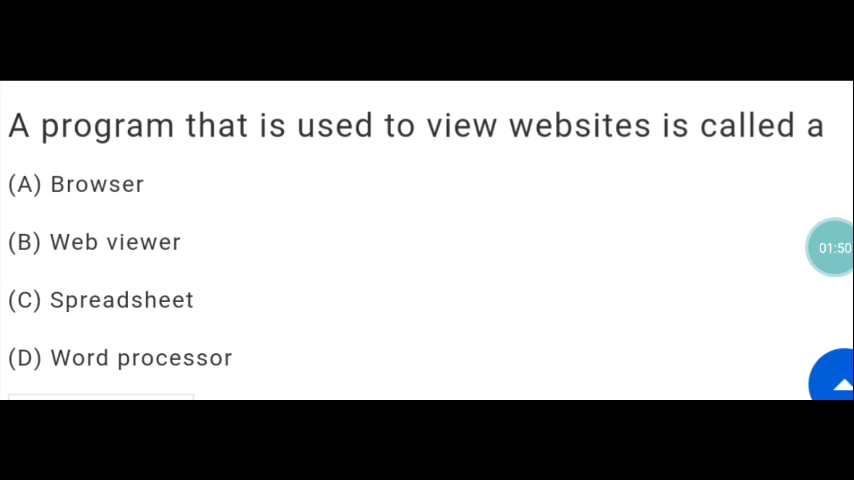 A program that is used to view websites is called a
(A) Browser
(B) Web viewer
01:50
(C) Spreadsheet
(D) Word processor